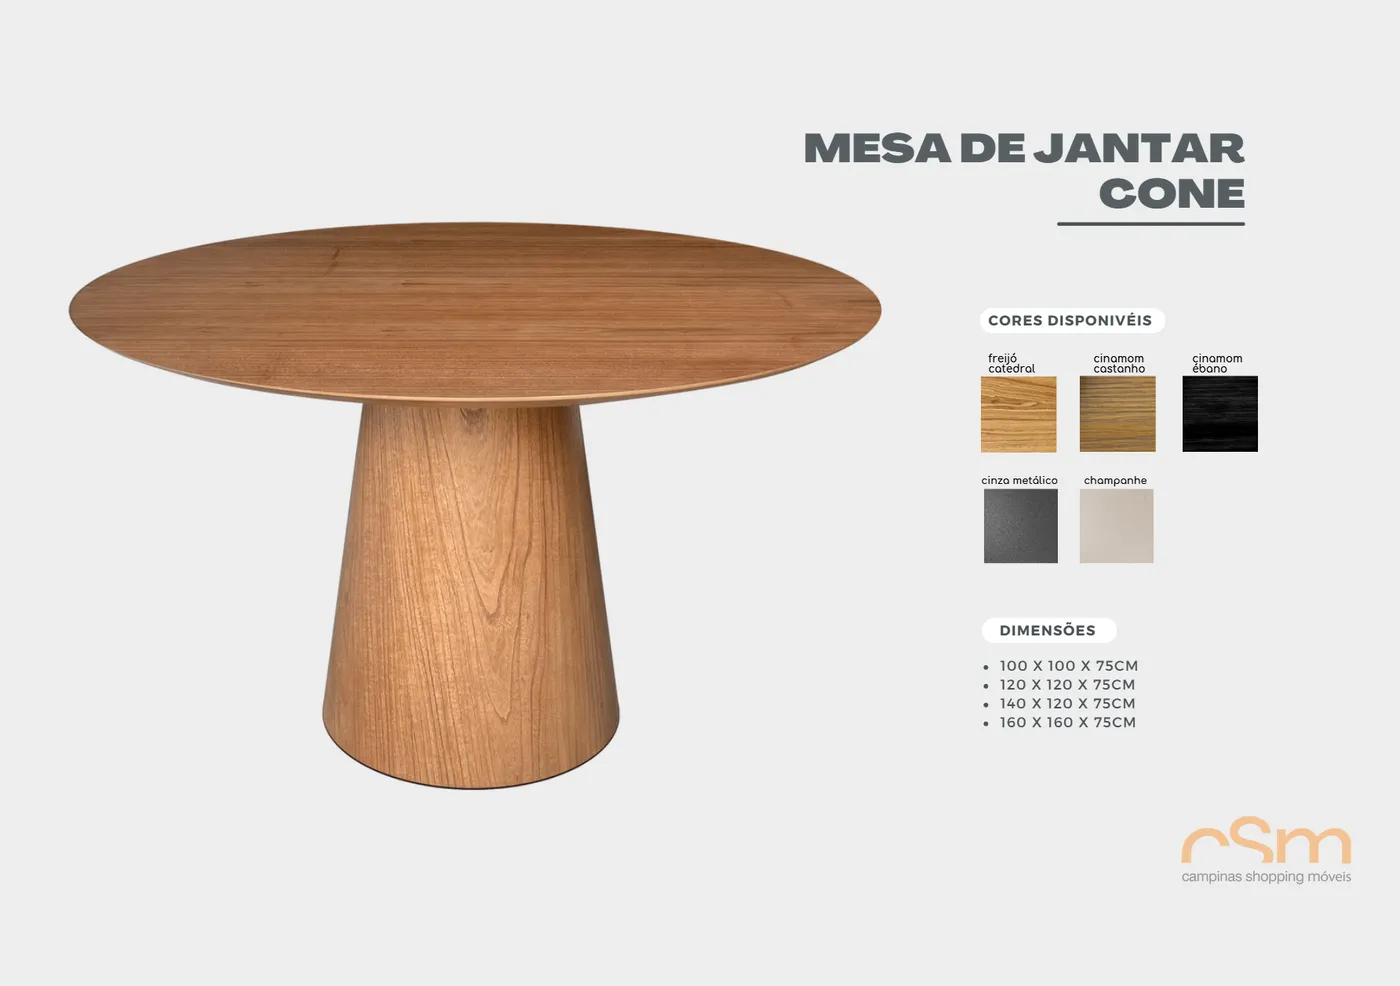 MESA DE JANTAR
CONE
CORES DISPONIVÉIS
freijó
catedral
cinamom
castanho
cinamom
ébano
cinza metálico
champanhe
DIMENSÕES
• 100 X 100 X 75CM
• 120 X 120 X 75CM
• 140 X 120 X 75CM
• 160 X 160 X 75CM
csm
campinas shopping móveis